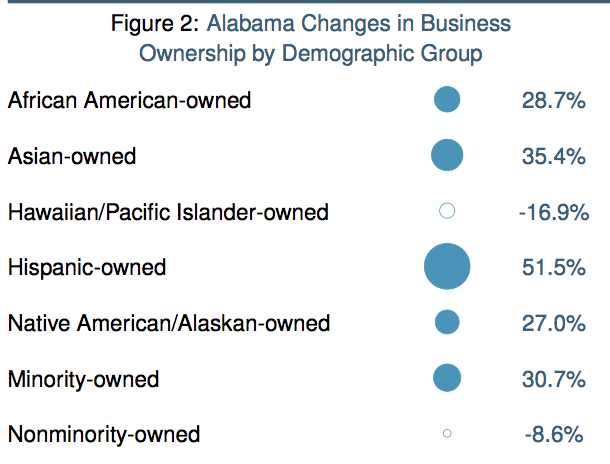 Figure 2: Alabama Changes in Business
Ownership by Demographic Group
African American-owned 28.7%
Asian-owned 35.4%
Hawaiian/Pacific Islander-owned -16.9%
Hispanic-owned 51.5%
Native American/Alaskan-owned 27.0%
Minority-owned 30.7%
Nonminority-owned -8.6%